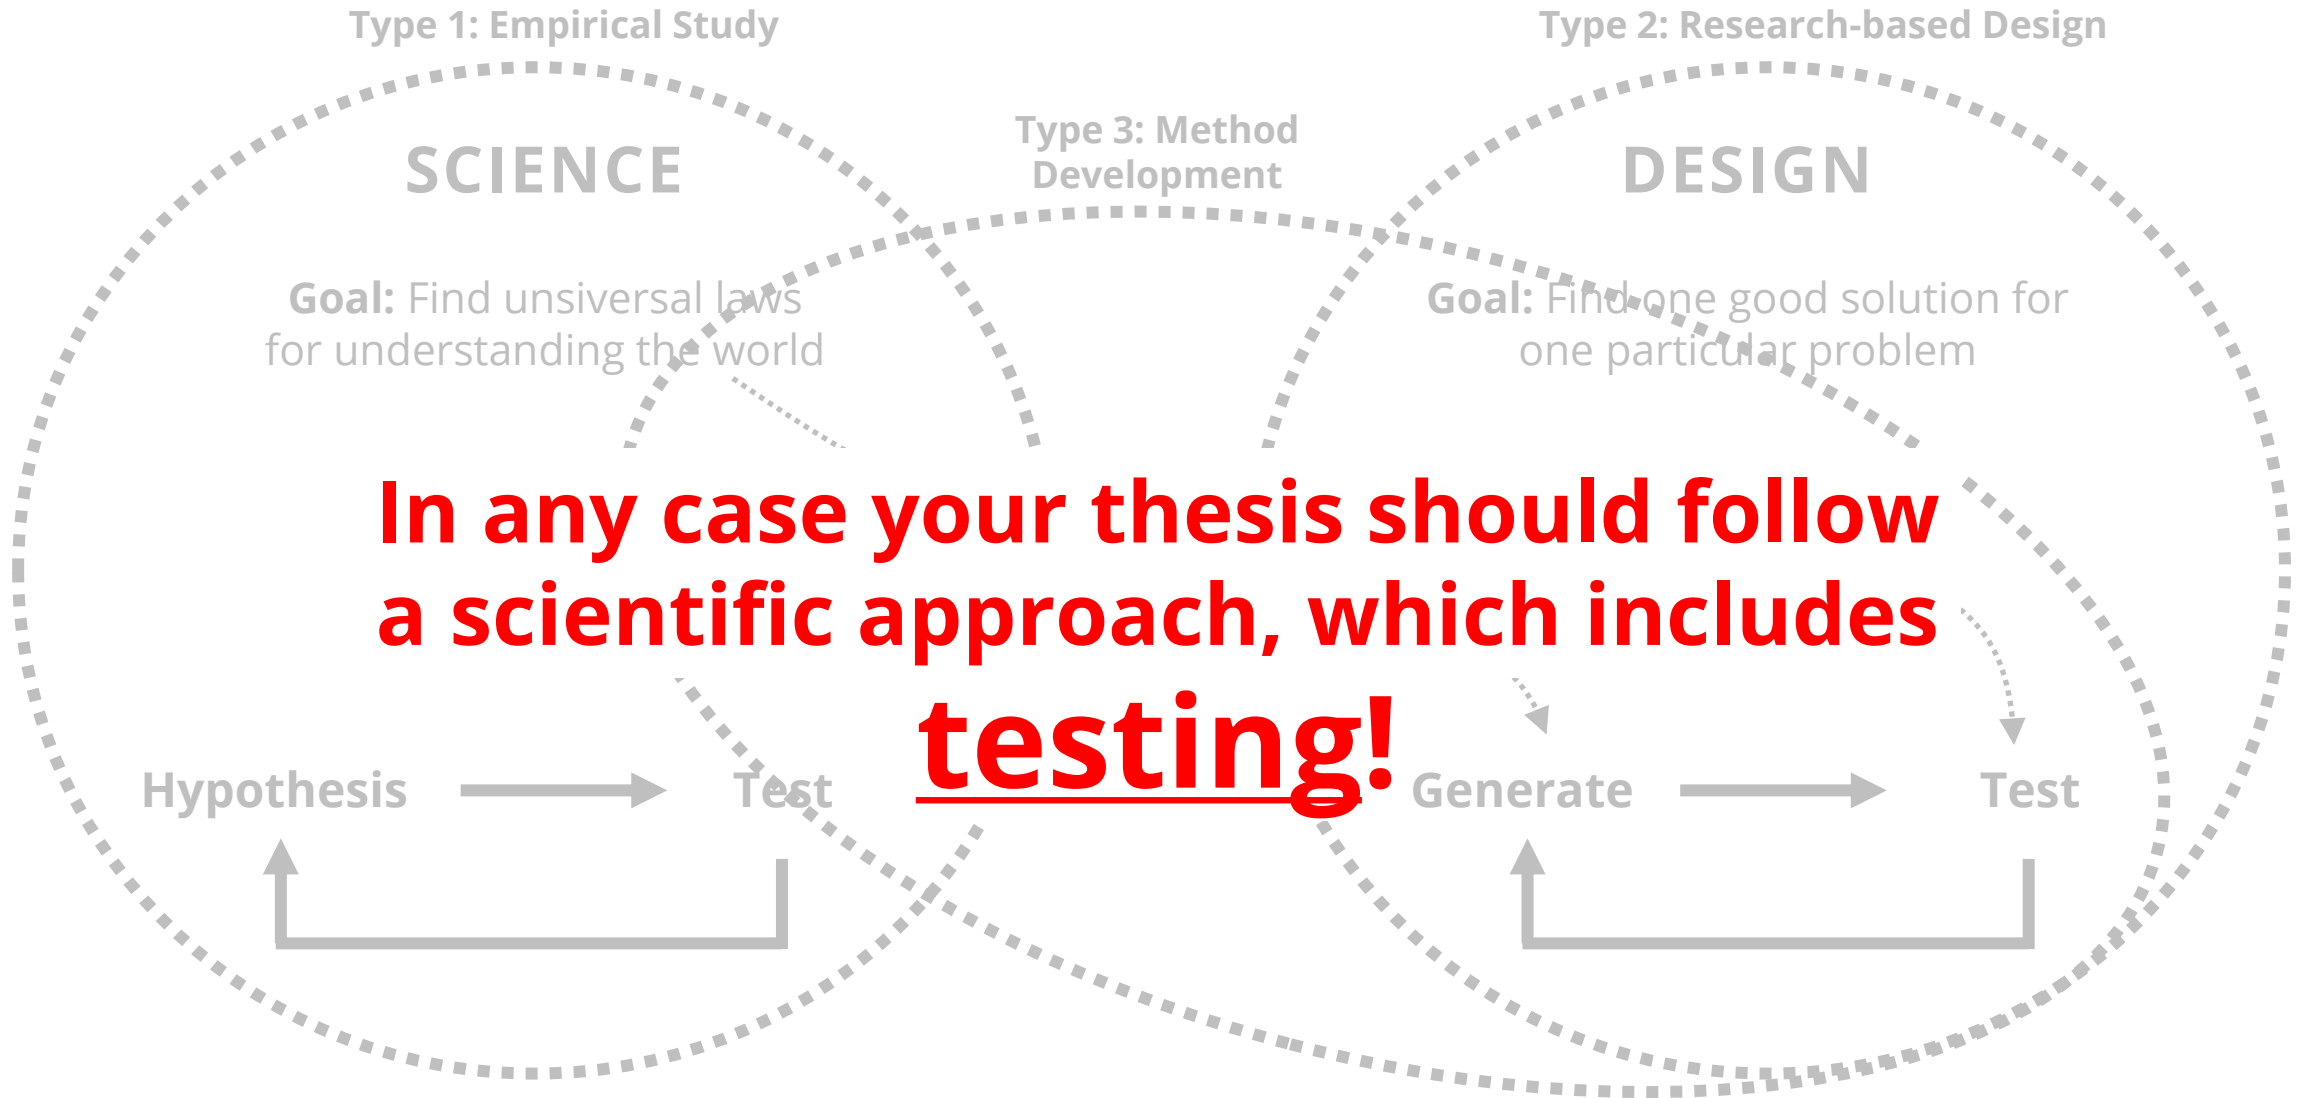 Type 1: Empirical Study
Type 2: Research-based Design
Type 3: Method
Development
SCIENCE
DESIGN
Goal: Find unsiversal laws
for understanding the world
Goal: Find one good solution for
one particular problem
In any case your thesis should follow
a scientific approach, which includes
testing!
Hypothesis
Test
Generate
Test